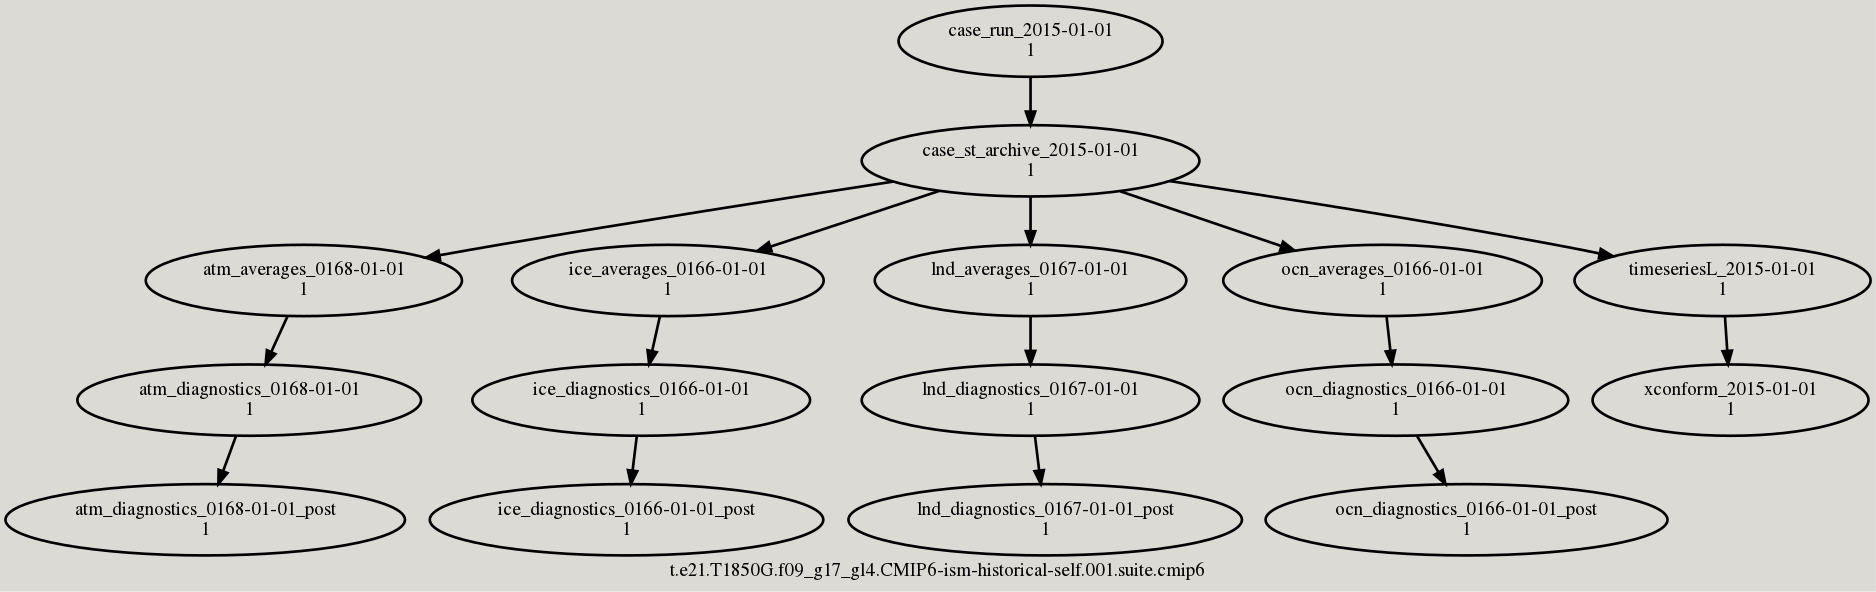 case_run_2015-01-01
1
case_st_archive_2015-01-01
1
atm_averages_0168-01-01
1
ice_averages_0166-01-01
1
lnd_averages_0167-01-01
1
ocn_averages_0166-01-01
1
timeseriesL_2015-01-01
1
atm_diagnostics_0168-01-01
1
ice_diagnostics_0166-01-01
1
lnd_diagnostics_0167-01-01
1
ocn_diagnostics_0166-01-01
1
xconform_2015-01-01
1
atm_diagnostics_0168-01-01_post
1
ice_diagnostics_0166-01-01_post
1
lnd_diagnostics_0167-01-01_post
1
ocn_diagnostics_0166-01-01_post
1
t.e21.T1850G.f09_g17_gl4.CMIP6-ism-historical-self.001.suite.cmip6